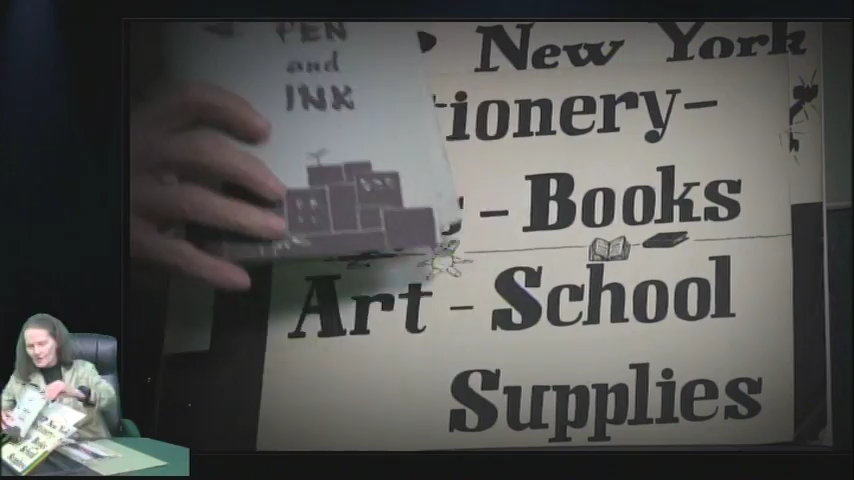 PEN
and
INK
New York
tionery-
- Books
Art - School
Supplies